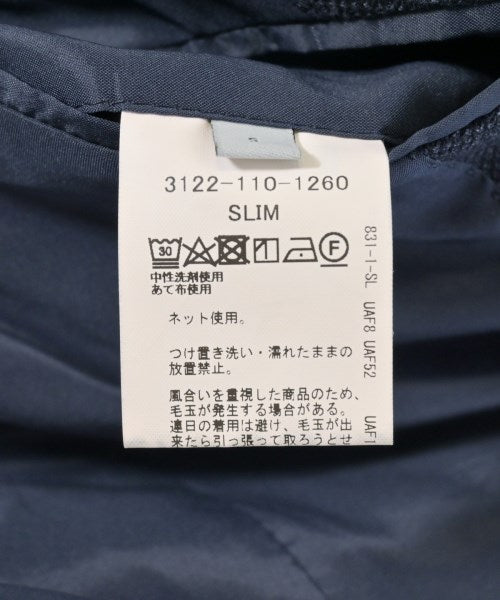 S
3122-110-1260
SLIM
30
F
中性洗剤使用
あて布使用
ネット使用。
つけ置き洗い・濡れたままの
放置禁止。
風合いを重視した商品のため、
毛玉が発生する場合がある。
連日の着用は避け、毛玉が出
来たら引っ張って取ろうとせ
831-1-SL UAF8 UAF52